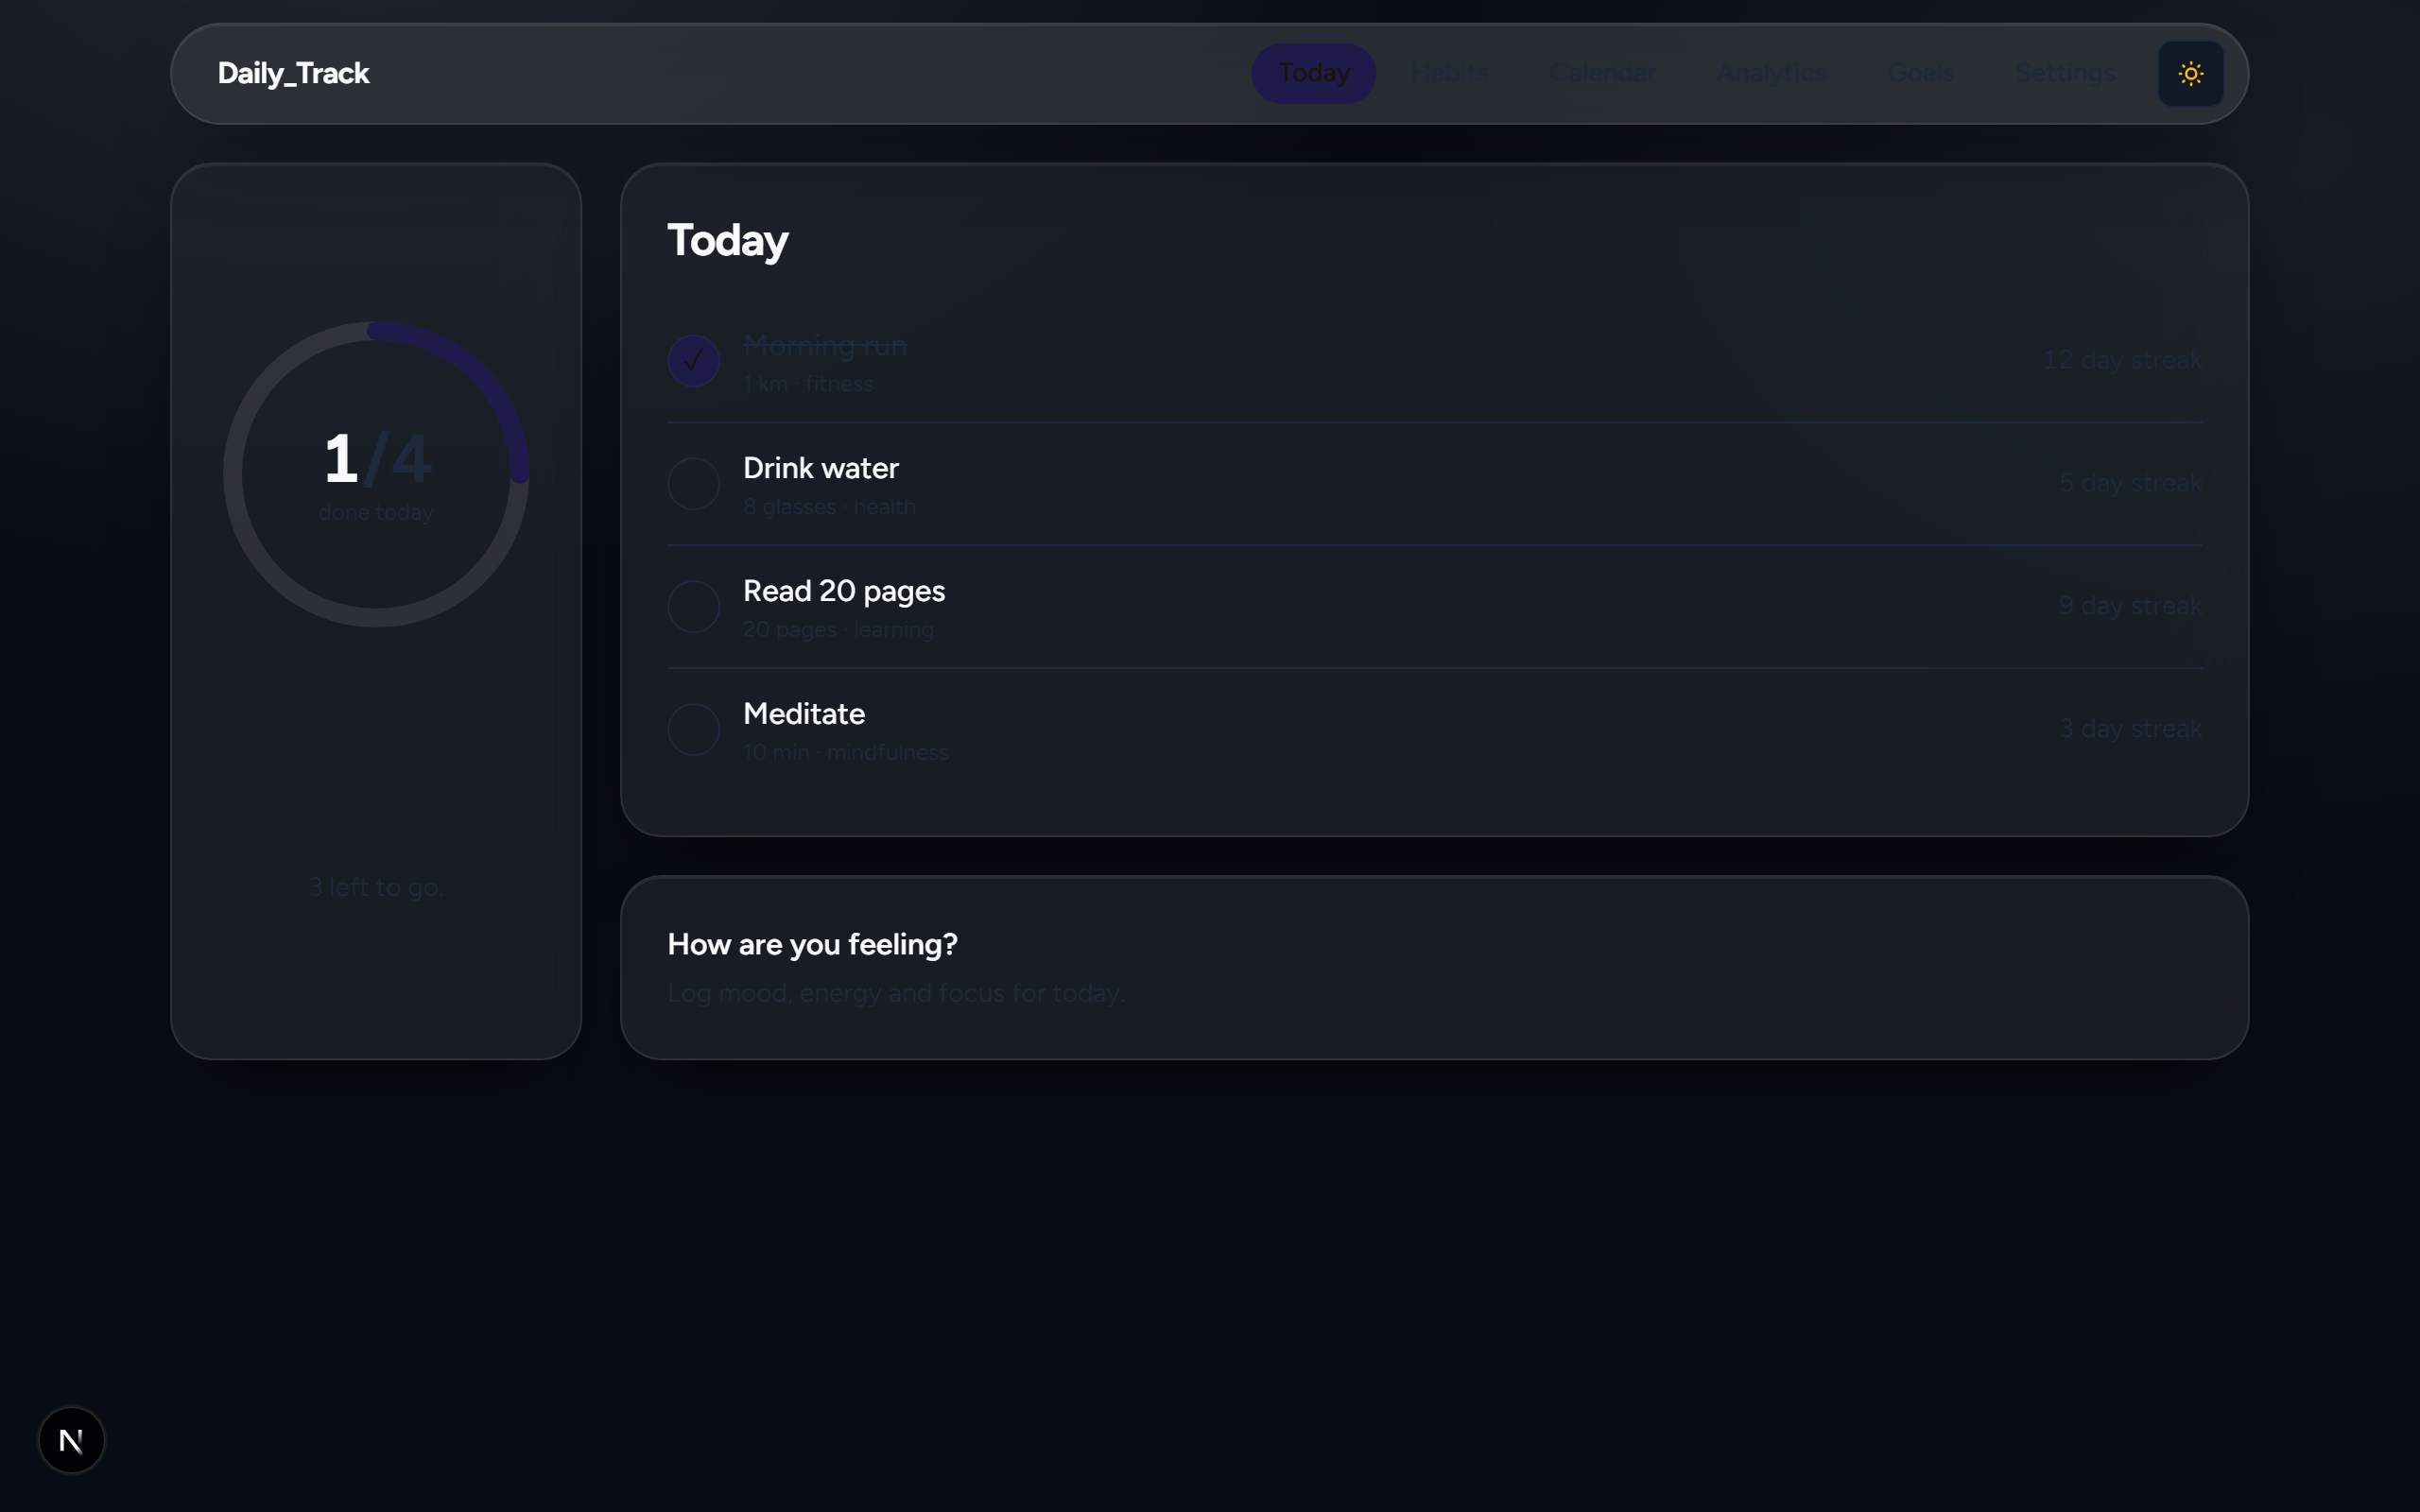 Daily_Track
Today
Habits
Calendar
Analytics
Goals
Settings
1/4
done today
3 left to go.
Today
✓
Morning run
1 km · fitness
12 day streak
Drink water
8 glasses · health
5 day streak
Read 20 pages
20 pages · learning
9 day streak
Meditate
10 min · mindfulness
3 day streak
How are you feeling?
Log mood, energy and focus for today.
N